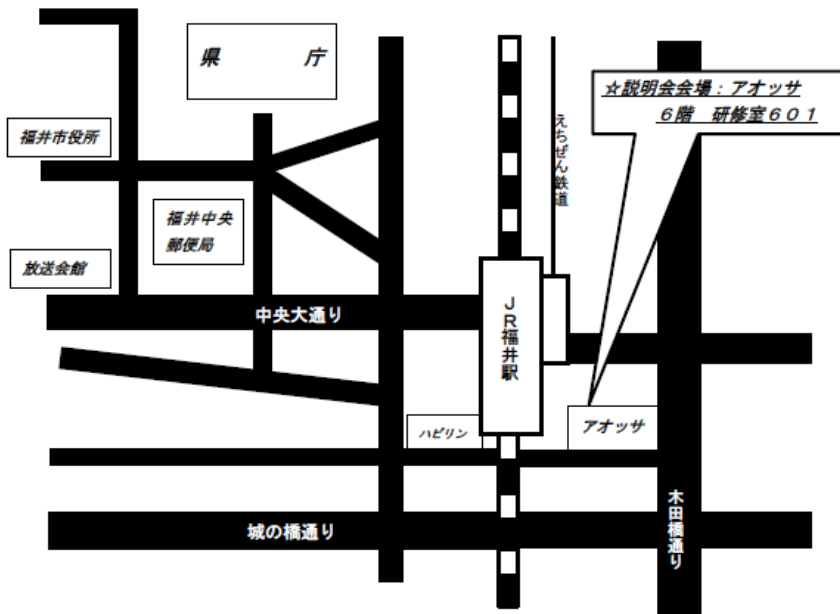 県　　　庁
☆説明会会場：アオッサ
６階　研修室６０１
えちぜん鉄道
福井市役所
福井中央
郵便局
放送会館
中央大通り
ＪＲ福井駅
ハピリン
アオッサ
木田橋通り
城の橋通り